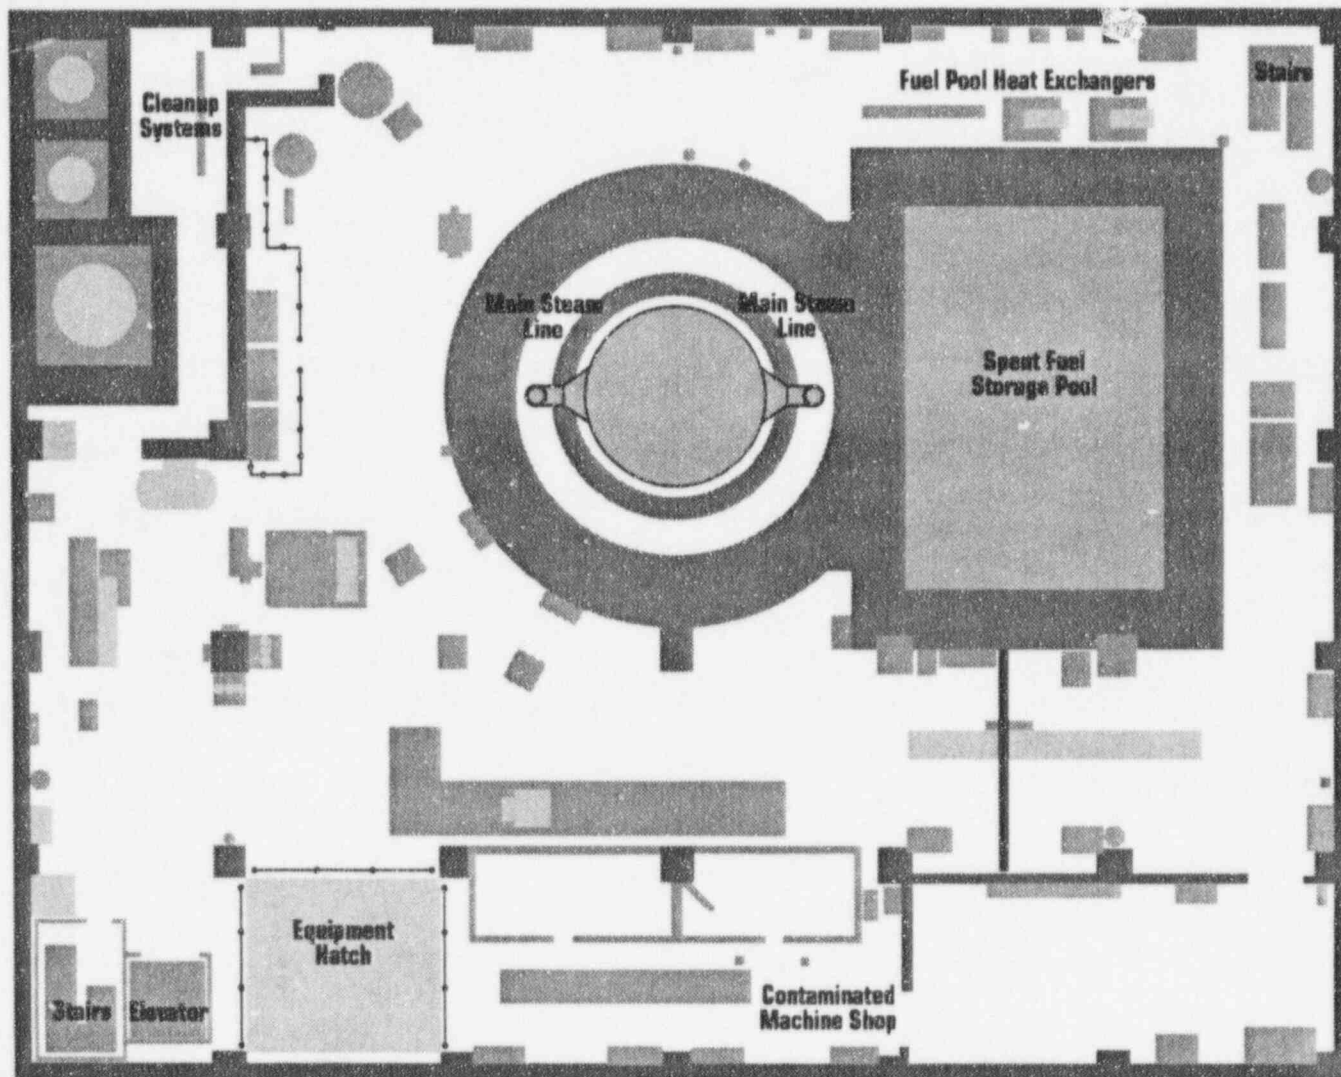 Fuel Pool Heat Exchangers
Stairs
Cleanup
Systems
Main Steam
Line
Main Steam
Line
Spent Fuel
Storage Pool
Equipment
Hatch
Contaminated
Machine Shop
Stairs
Elevator